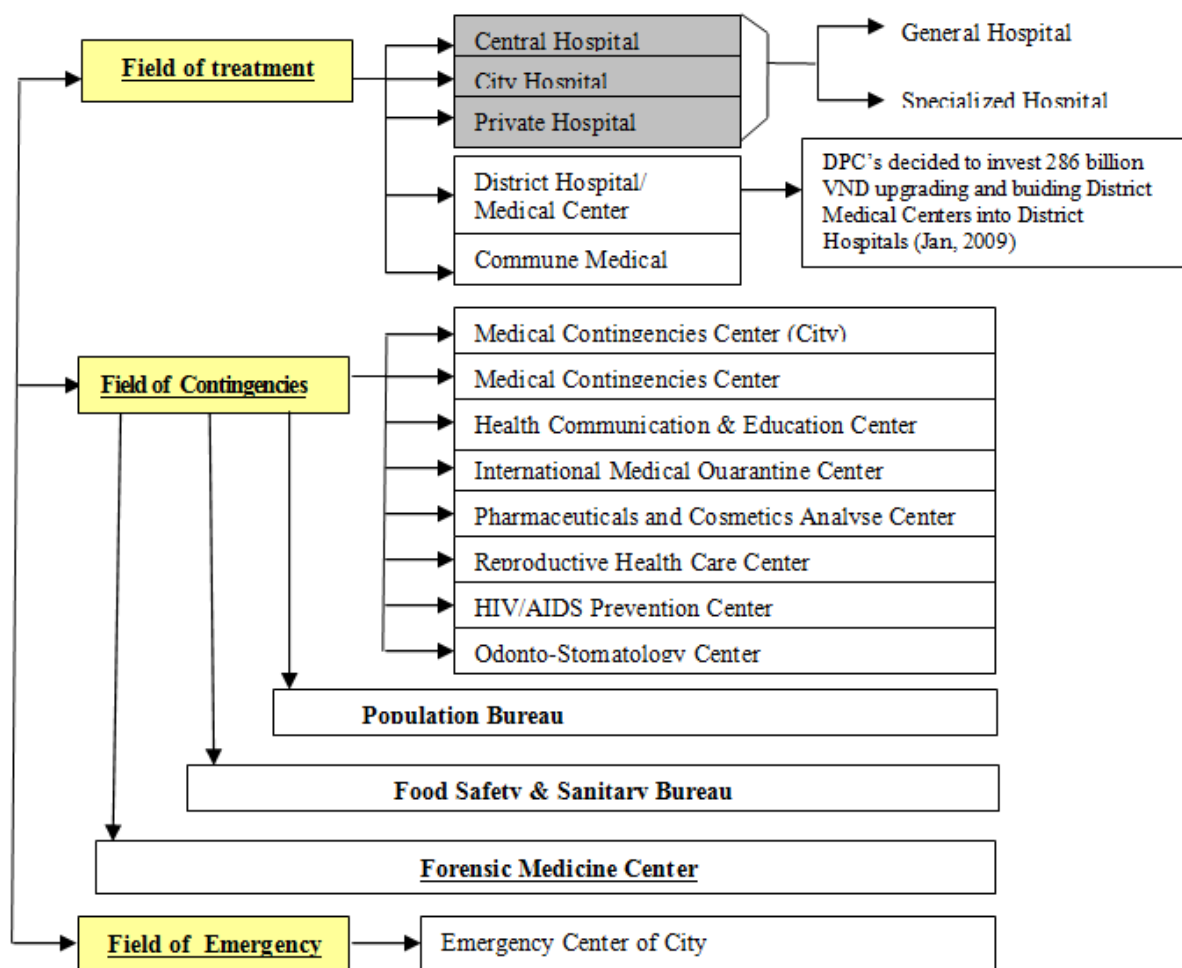 Field of treatment
Central Hospital
City Hospital
Private Hospital
General Hospital
Specialized Hospital
District Hospital/
Medical Center
Commune Medical
DPC's decided to invest 286 billion
VND upgrading and buiding District
Medical Centers into District
Hospitals (Jan, 2009)
Field of Contingencies
Medical Contingencies Center (City)
Medical Contingencies Center
Health Communication & Education Center
International Medical Quarantine Center
Pharmaceuticals and Cosmetics Analyse Center
Reproductive Health Care Center
HIV/AIDS Prevention Center
Odonto-Stomatology Center
Population Bureau
Food Safety & Sanitary Bureau
Forensic Medicine Center
Field of Emergency
Emergency Center of City